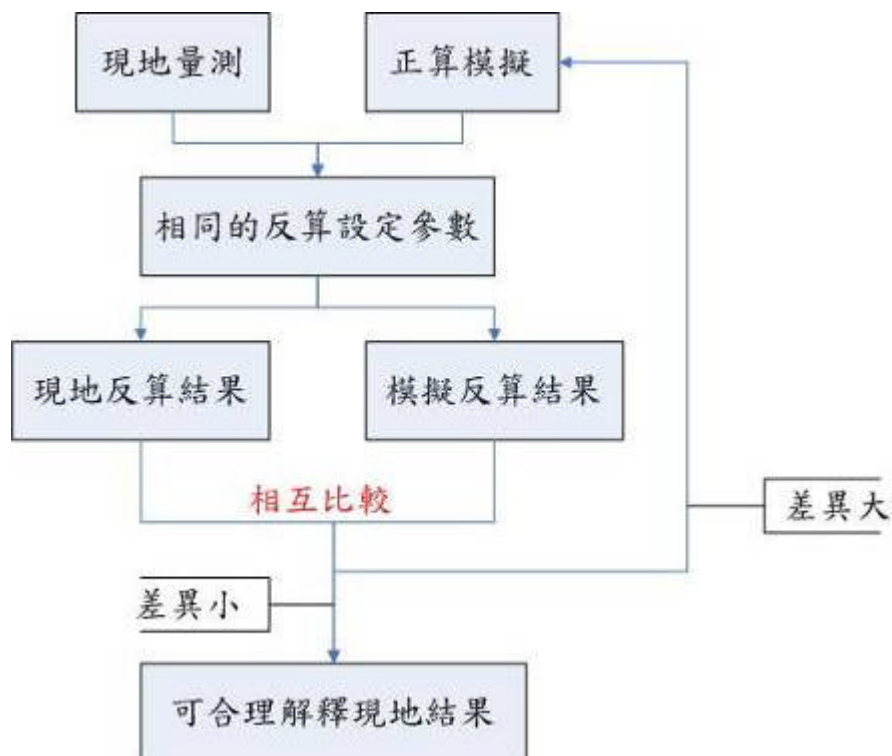 現地量測
正算模擬
相同的反算設定參數
現地反算結果
模擬反算結果
相互比較
差異大
差異小
可合理解釋現地結果